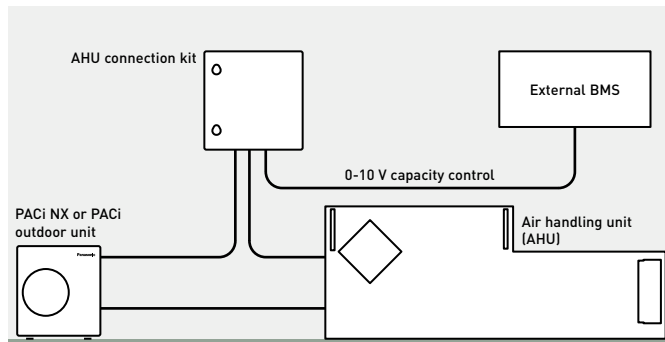 AHU connection kit
External BMS
0-10 V capacity control
PACi NX or PACi
outdoor unit
Panasonic
Air handling unit
(AHU)